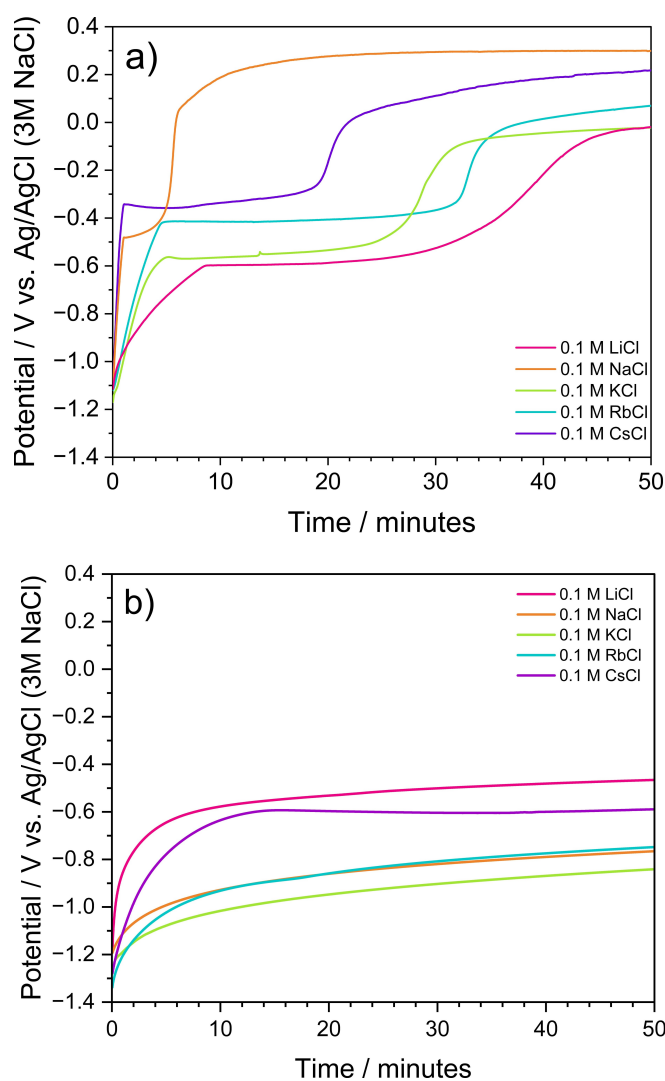 a)
Potential / V vs. Ag/AgCl (3M NaCl)
0.4
0.2
0.0
−0.2
−0.4
−0.6
−0.8
−1.0
−1.2
−1.4
0.1 M LiCl
0.1 M NaCl
0.1 M KCl
0.1 M RbCl
0.1 M CsCl
0 10 20 30 40 50
Time / minutes
b)
Potential / V vs. Ag/AgCl (3M NaCl)
0.4
0.2
0.0
−0.2
−0.4
−0.6
−0.8
−1.0
−1.2
−1.4
0.1 M LiCl
0.1 M NaCl
0.1 M KCl
0.1 M RbCl
0.1 M CsCl
0 10 20 30 40 50
Time / minutes